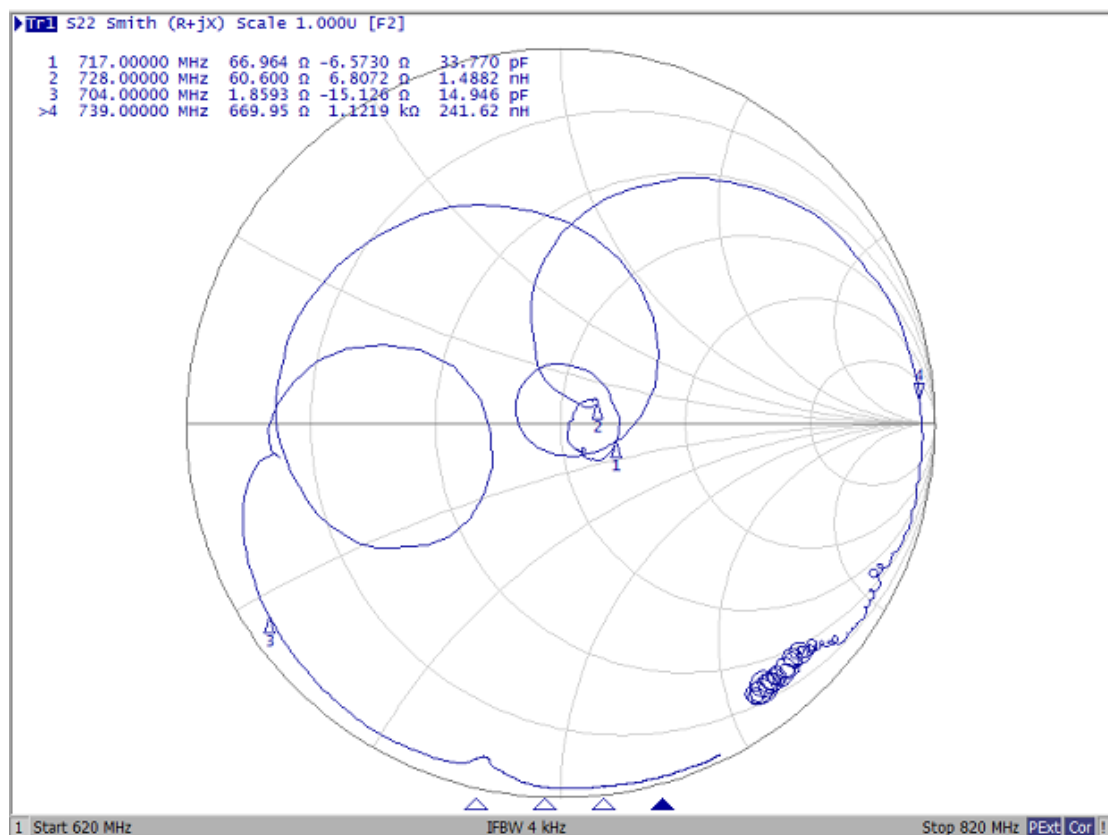 Tr1 S22 Smith (R+jX) Scale 1.000U [F2]
1 717.00000 MHz 66.964 Ω -6.5730 Ω 33.770 pF
2 728.00000 MHz 60.600 Ω 6.8072 Ω 1.4882 nH
3 704.00000 MHz 1.8593 Ω -15.126 Ω 14.946 pF
>4 739.00000 MHz 669.95 Ω 1.1219 kΩ 241.62 nH
4
2
1
3
1 Start 620 MHz IFBW 4 kHz Stop 820 MHz PExt Cor !